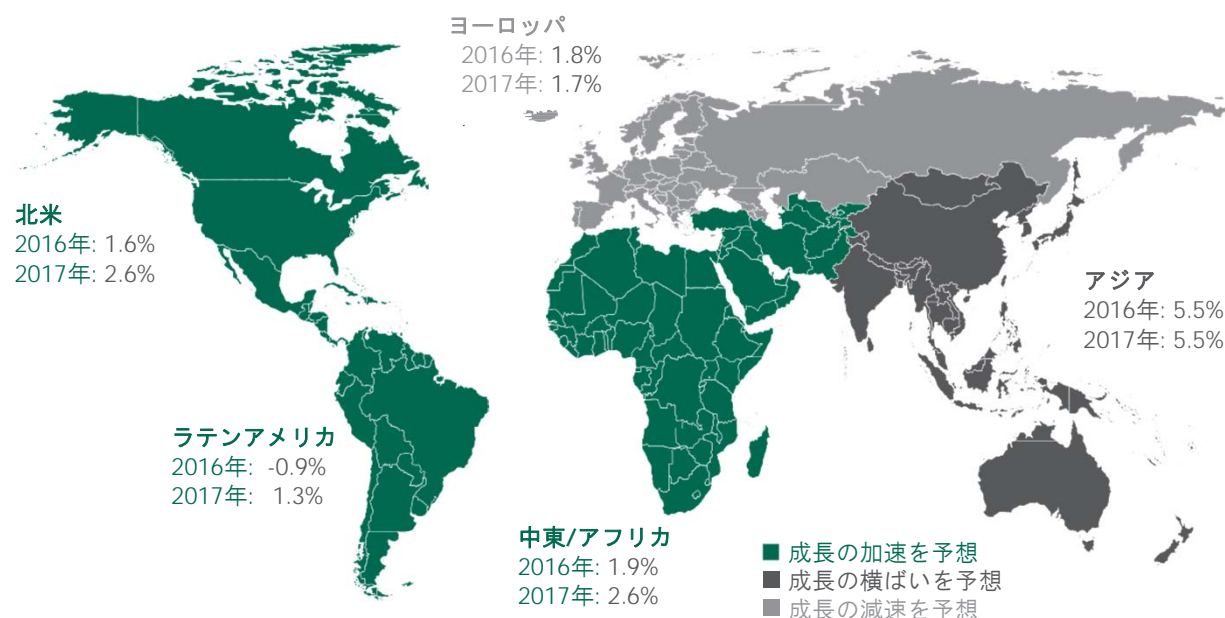 ヨーロッパ
2016年: 1.8%
2017年: 1.7%
北米
2016年: 1.6%
2017年: 2.6%
アジア
2016年: 5.5%
2017年: 5.5%
ラテンアメリカ
2016年: -0.9%
2017年: 1.3%
中東/アフリカ
2016年: 1.9%
2017年: 2.6%
成長の加速を予想
成長の横ばいを予想
成長の減速を予想